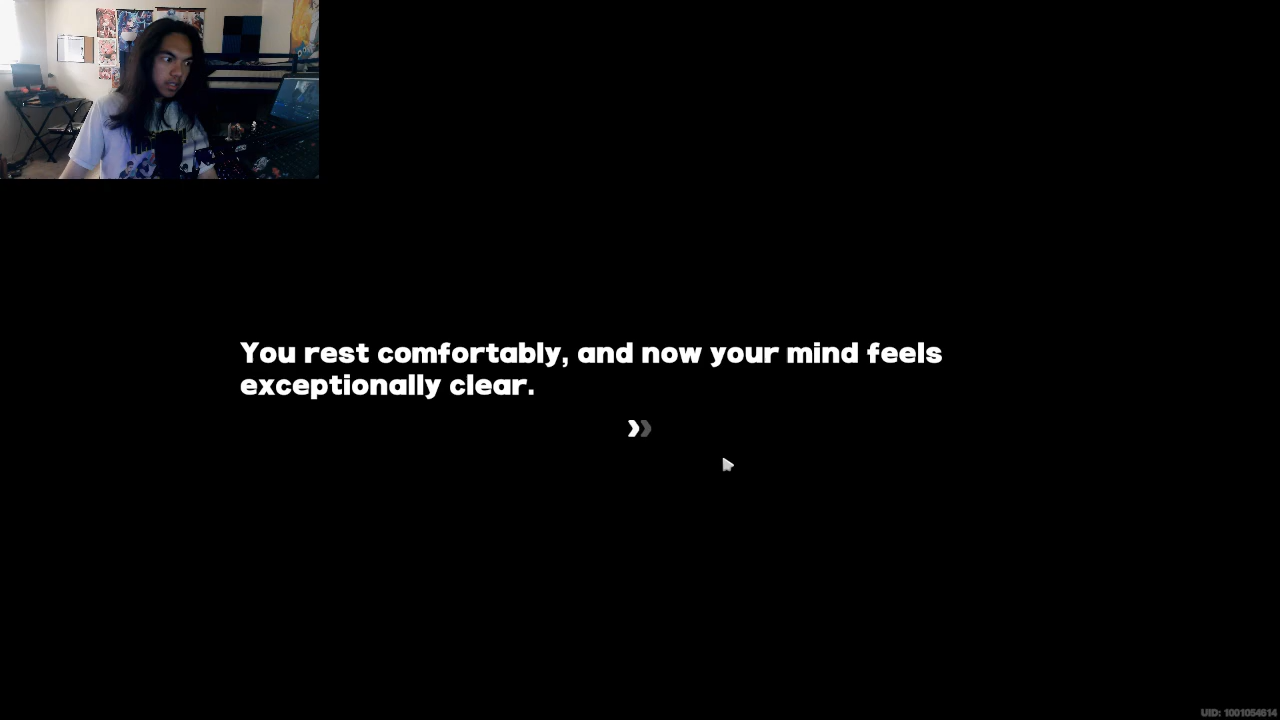 You rest comfortably, and now your mind feels
exceptionally clear.
UID: 1001054614